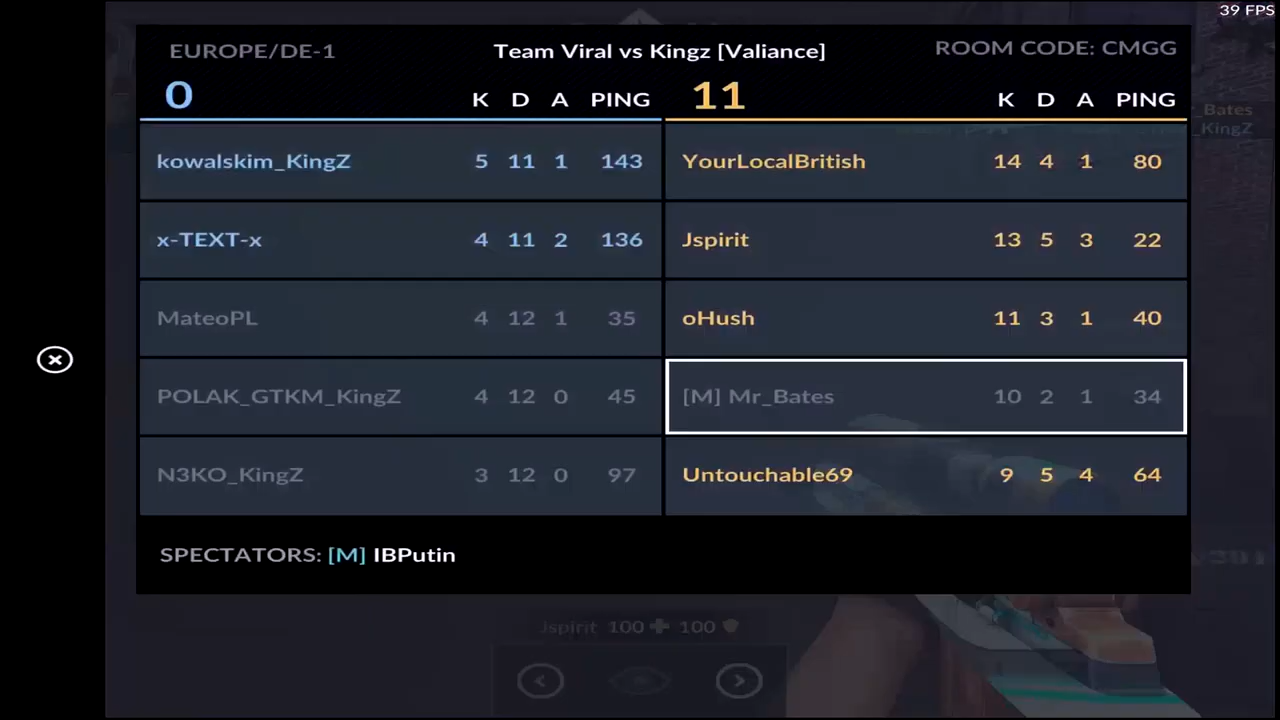 39 FPS
EUROPE/DE-1 Team Viral vs Kingz [Valiance] ROOM CODE: CMGG
0 K D A PING 11 K D A PING
kowalskim_KingZ 5 11 1 143 YourLocalBritish 14 4 1 80
x-TEXT-x 4 11 2 136 Jspirit 13 5 3 22
MateoPL 4 12 1 35 oHush 11 3 1 40
POLAK_GTKM_KingZ 4 12 0 45 [M] Mr_Bates 10 2 1 34
N3KO_KingZ 3 12 0 97 Untouchable69 9 5 4 64
SPECTATORS: [M] IBPutin
Jspirit 100 100
_Bates
_KingZ